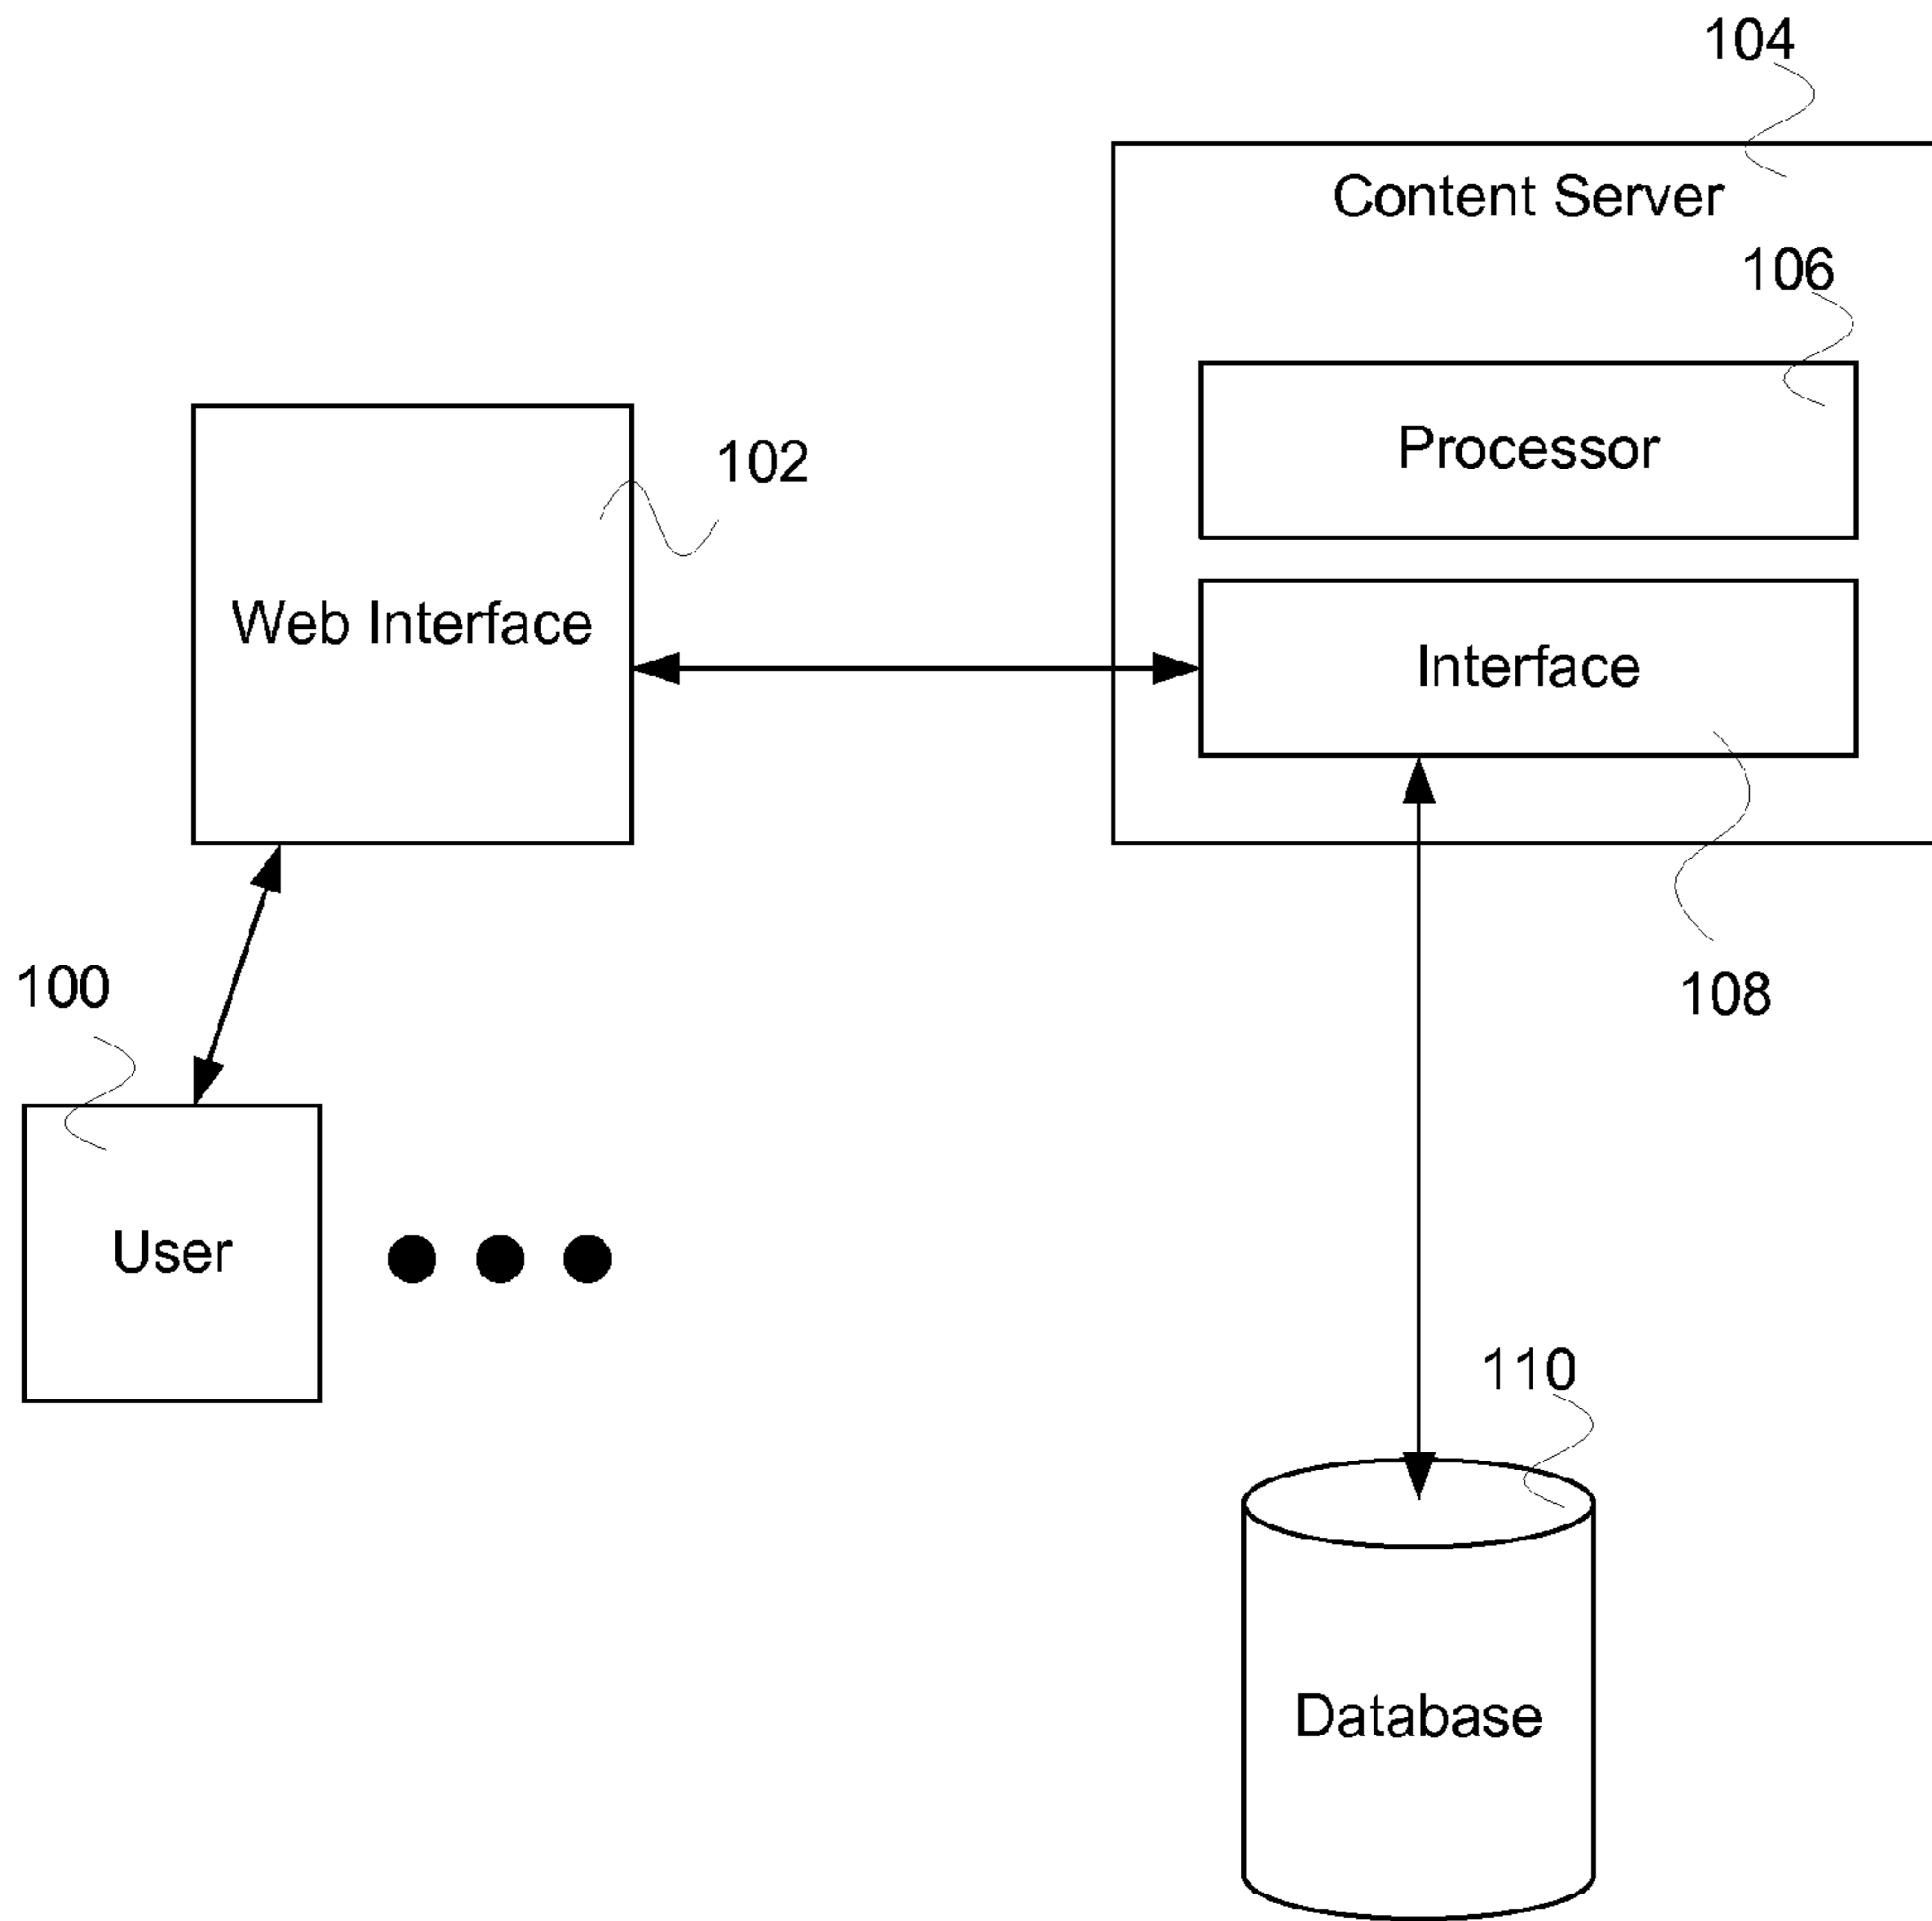 104
Content Server
106
Processor
102
Web Interface
Interface
100
108
User
110
Database